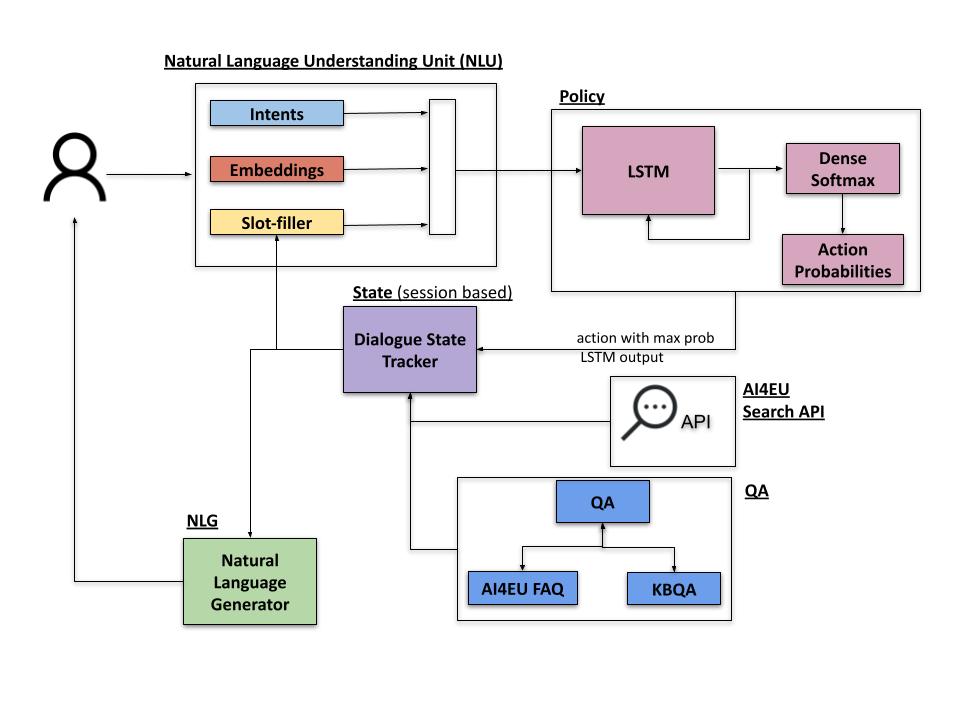 Natural Language Understanding Unit (NLU)
Intents
Embeddings
Slot-filler
Policy
LSTM
Dense
Softmax
Action
Probabilities
State (session based)
Dialogue State
Tracker
action with max prob
LSTM output
API
AI4EU
Search API
QA
QA
AI4EU FAQ
KBQA
NLG
Natural
Language
Generator